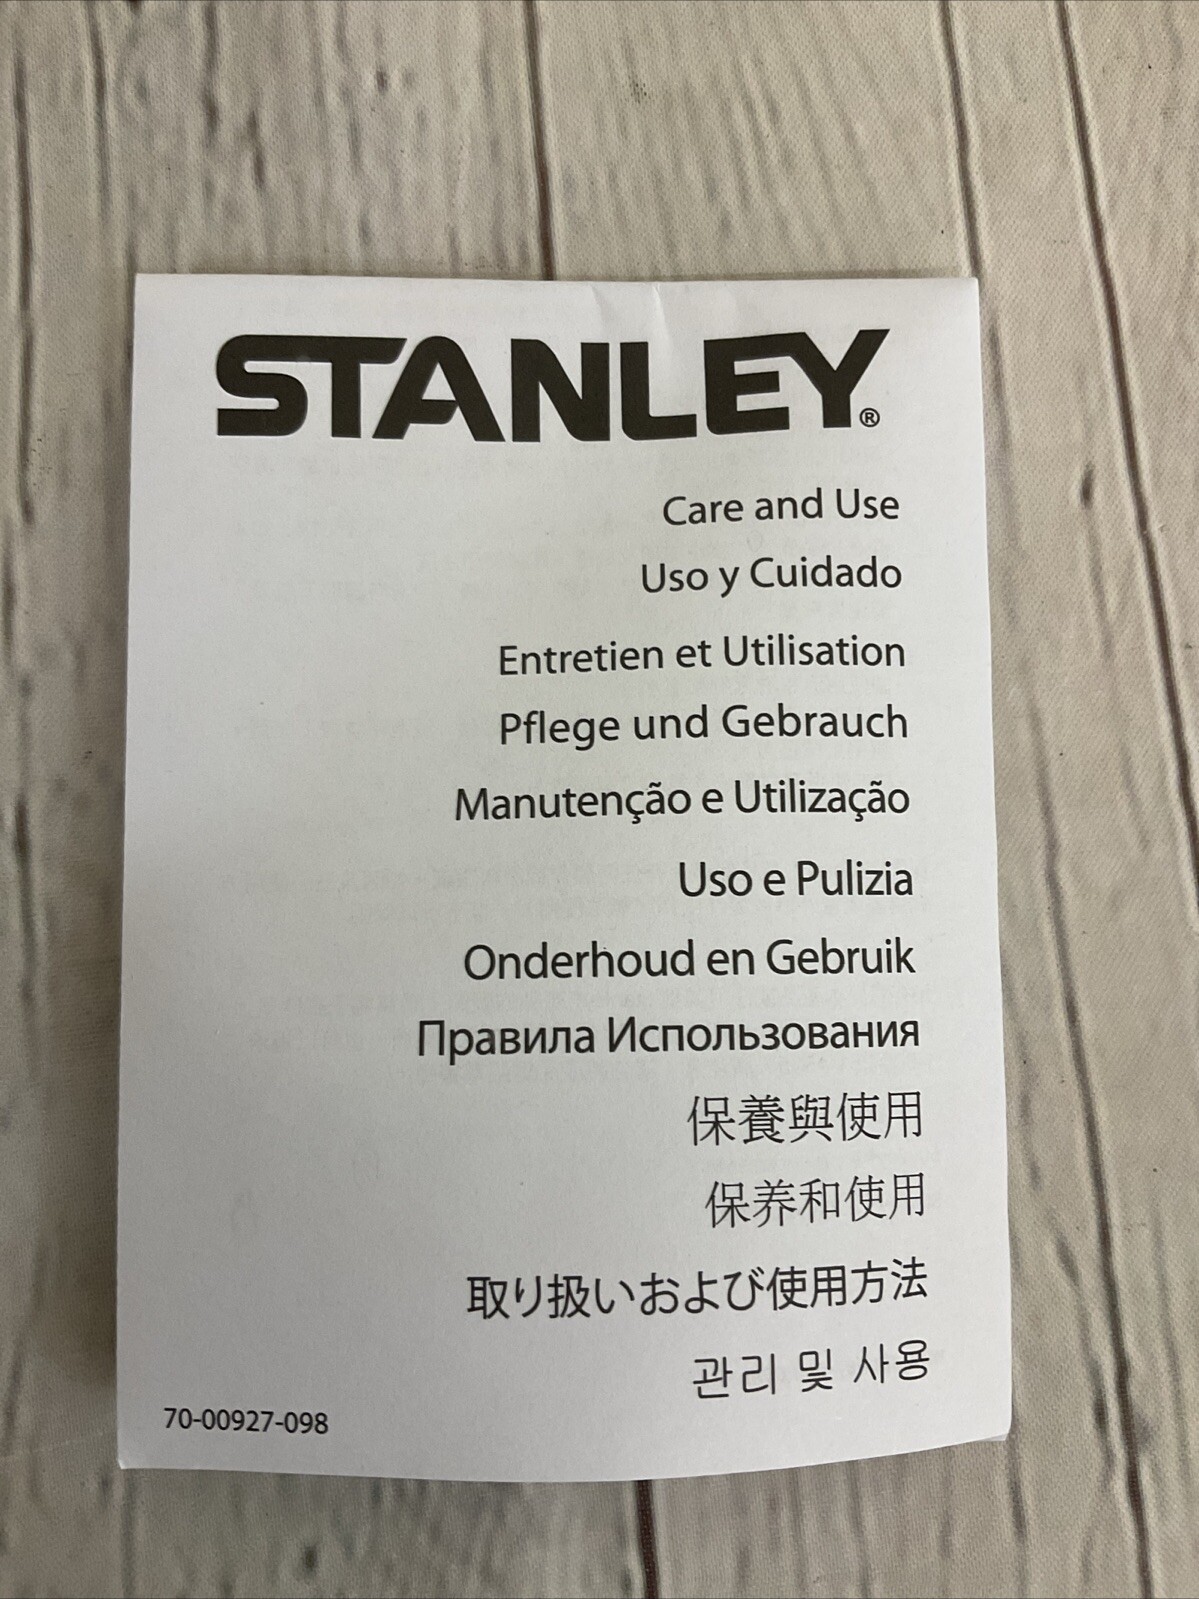 STANLEY®
Care and Use
Uso y Cuidado
Entretien et Utilisation
Pflege und Gebrauch
Manutenção e Utilização
Uso e Pulizia
Onderhoud en Gebruik
Правила Использования
保養與使用
保养和使用
取り扱いおよび使用方法
관리 및 사용
70-00927-098